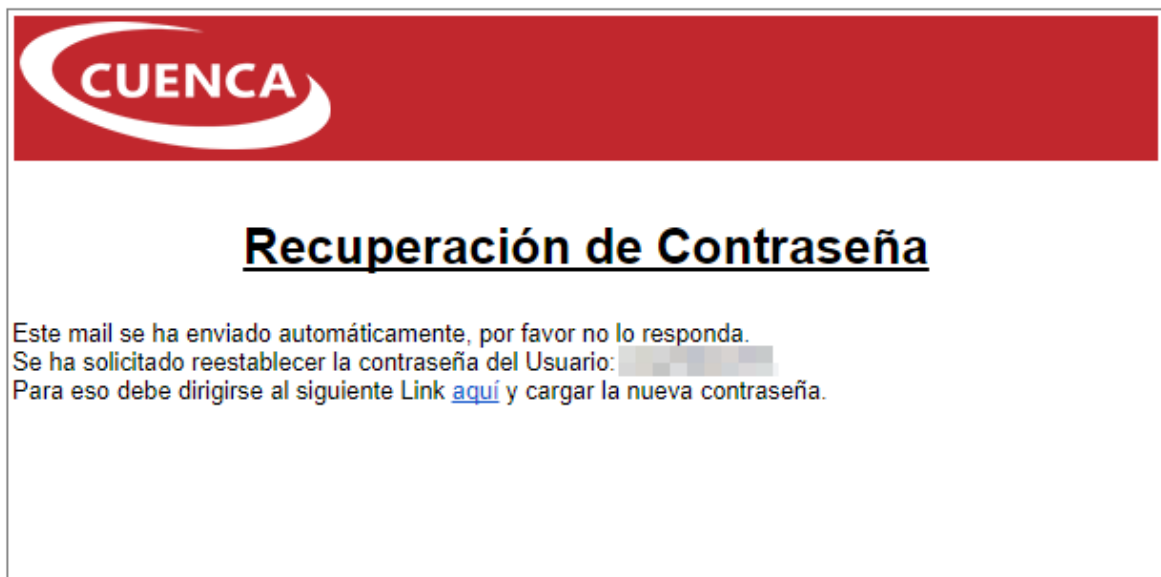 CUENCA
Recuperación de Contraseña
Este mail se ha enviado automáticamente, por favor no lo responda.
Se ha solicitado reestablecer la contraseña del Usuario:
Para eso debe dirigirse al siguiente Link aquí y cargar la nueva contraseña.